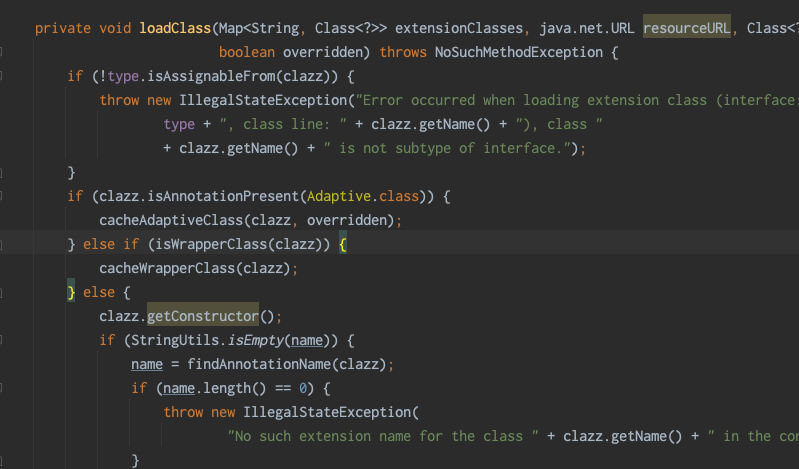 private void loadClass(Map<String, Class<?>> extensionClasses, java.net.URL resourceURL, Class<?
boolean overridden) throws NoSuchMethodException {
if (!type.isAssignableFrom(clazz)) {
throw new IllegalStateException("Error occurred when loading extension class (interface:
type + ", class line: " + clazz.getName() + "), class "
+ clazz.getName() + " is not subtype of interface.");
}
if (clazz.isAnnotationPresent(Adaptive.class)) {
cacheAdaptiveClass(clazz, overridden);
} else if (isWrapperClass(clazz)) {
cacheWrapperClass(clazz);
} else {
clazz.getConstructor();
if (StringUtils.isEmpty(name)) {
name = findAnnotationName(clazz);
if (name.length() == 0) {
throw new IllegalStateException(
"No such extension name for the class " + clazz.getName() + " in the con
}